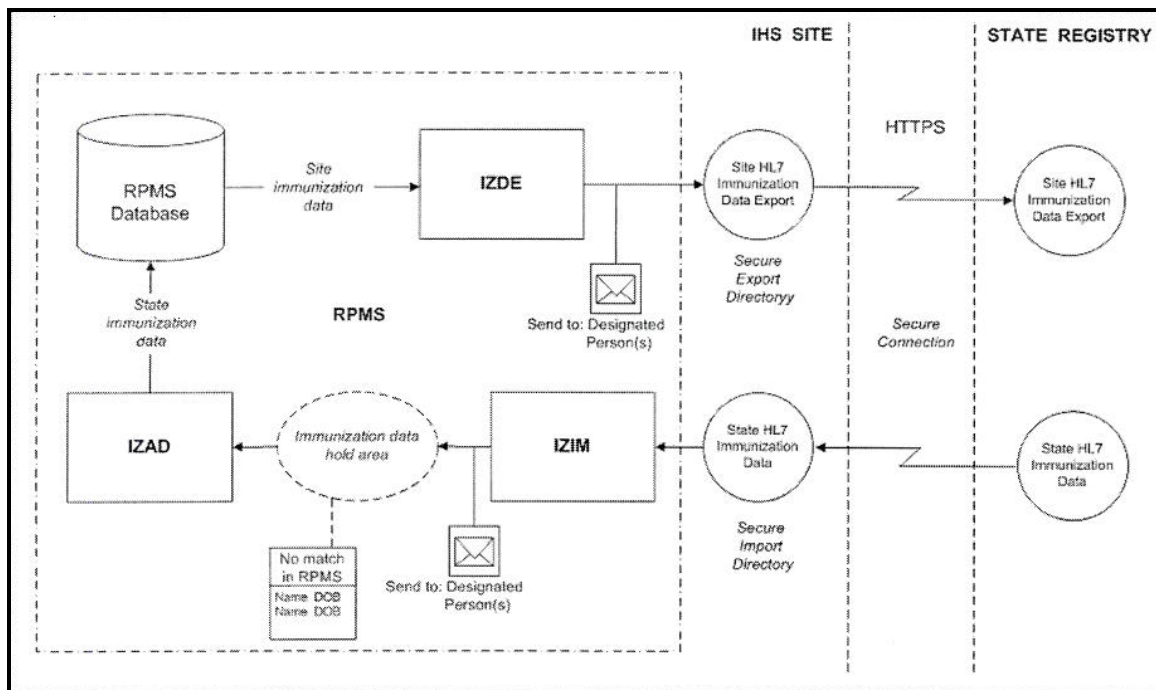 IHS SITE
STATE REGISTRY
HTTPS
RPMS
Database
Site
immunization
data
IZDE
Site HL7
Immunization
Data Export
Site HL7
Immunization
Data Export
Secure
Export
Directoryy
Send to: Designated
Person(s)
State
immunization
data
RPMS
Secure
Connection
IZAD
Immunization data
hold area
IZIM
State HL7
Immunization
Data
State HL7
Immunization
Data
Secure
Import
Directory
No match
in RPMS
Name DOB
Name DOB
Send to: Designated
Person(s)